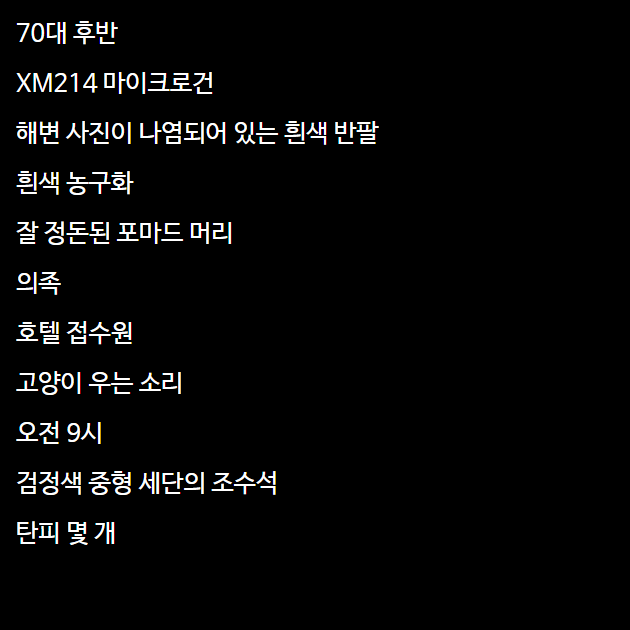 70대 후반
XM214 마이크로건
해변 사진이 나염되어 있는 흰색 반팔
흰색 농구화
잘 정돈된 포마드 머리
의족
호텔 접수원
고양이 우는 소리
오전 9시
검정색 중형 세단의 조수석
탄피 몇 개